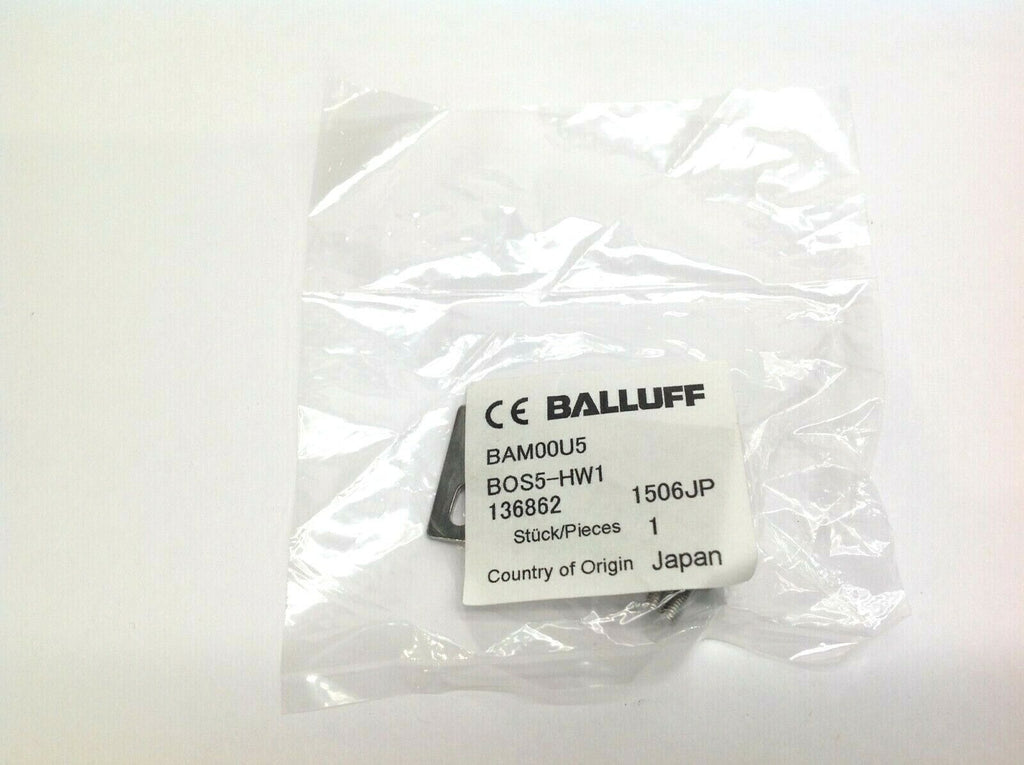 CE BALLUFF
BAM00U5
BOS5-HW1
136862 1506JP
Stück/Pieces 1
Country of Origin Japan